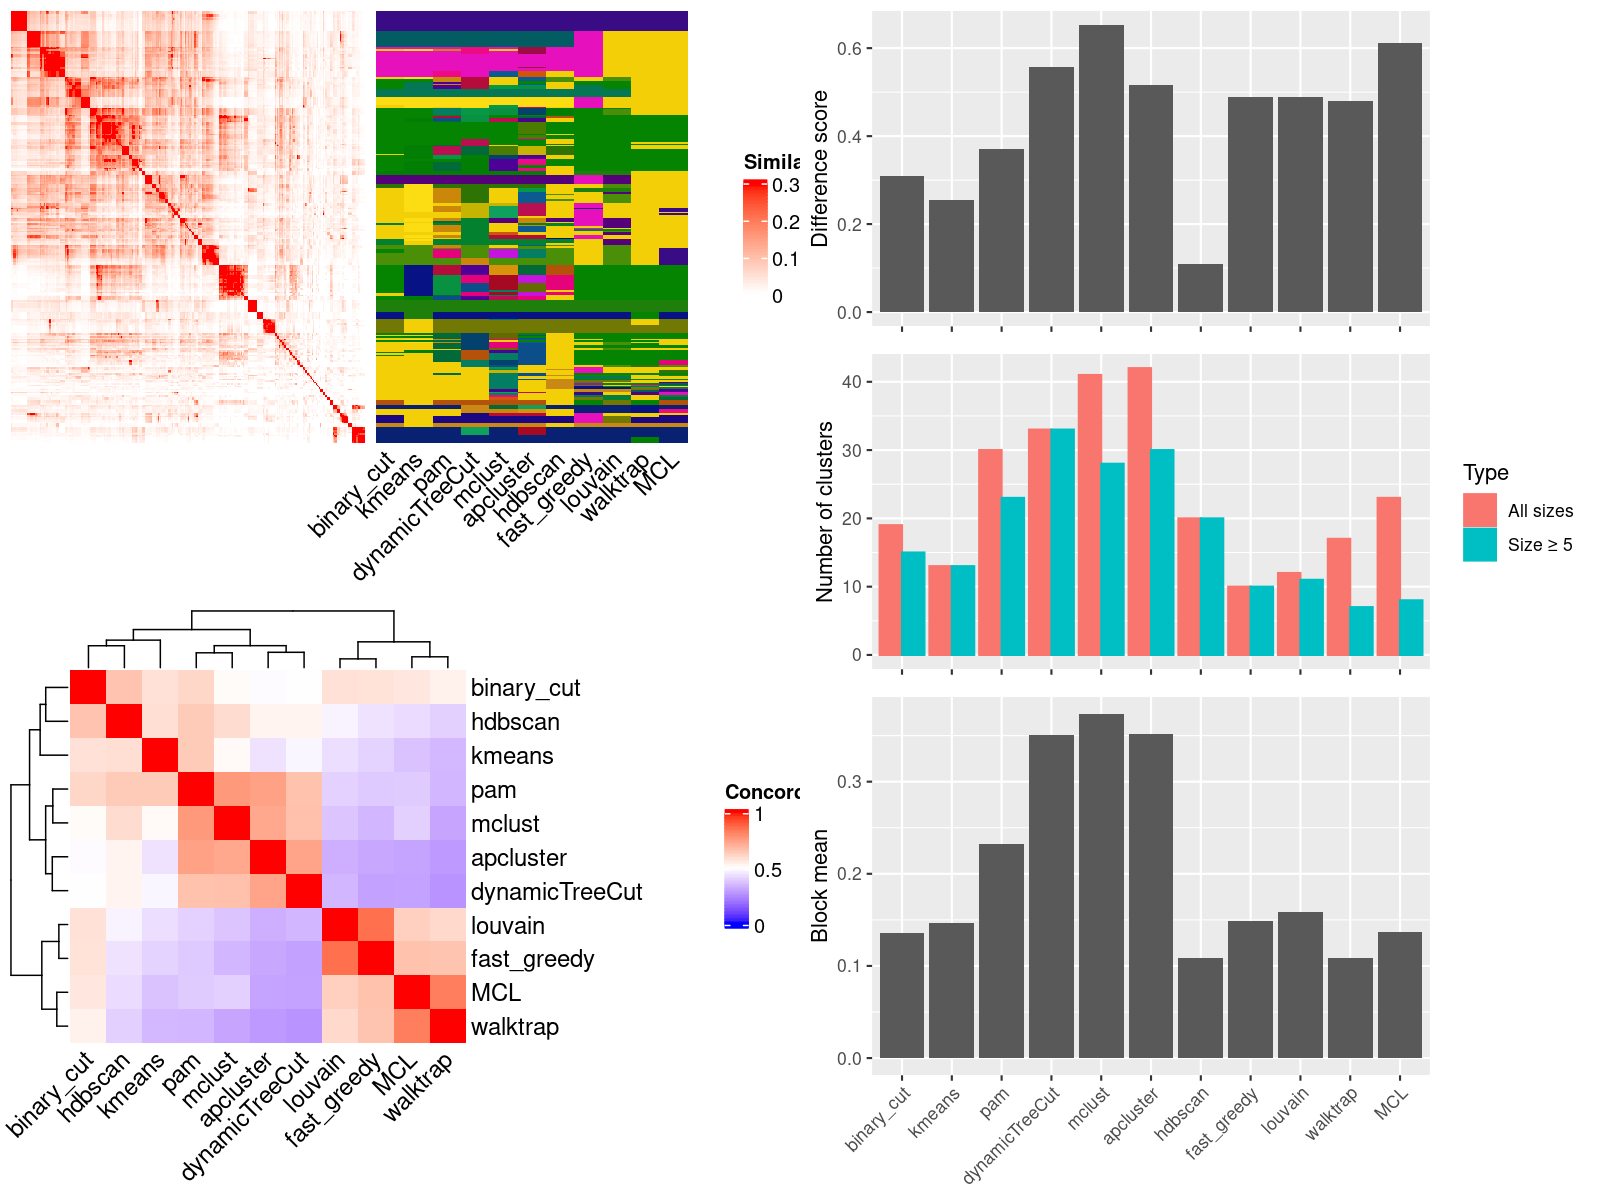 Simila
0.3
0.2
0.1
0
binary_cut
kmeans
pam
dynamicTreeCut
mclust
apcluster
hdbscan
fast_greedy
louvain
walktrap
MCL
binary_cut
hdbscan
kmeans
pam
mclust
apcluster
dynamicTreeCut
louvain
fast_greedy
MCL
walktrap
binary_cut
hdbscan
kmeans
pam
mclust
apcluster
dynamicTreeCut
louvain
fast_greedy
MCL
walktrap
Concord
1
0.5
0
Difference score
0.6
0.4
0.2
0.0
Number of clusters
40
30
20
10
0
Type
All sizes
Size ≥ 5
Block mean
0.3
0.2
0.1
0.0
binary_cut
kmeans
pam
dynamicTreeCut
mclust
apcluster
hdbscan
fast_greedy
louvain
walktrap
MCL